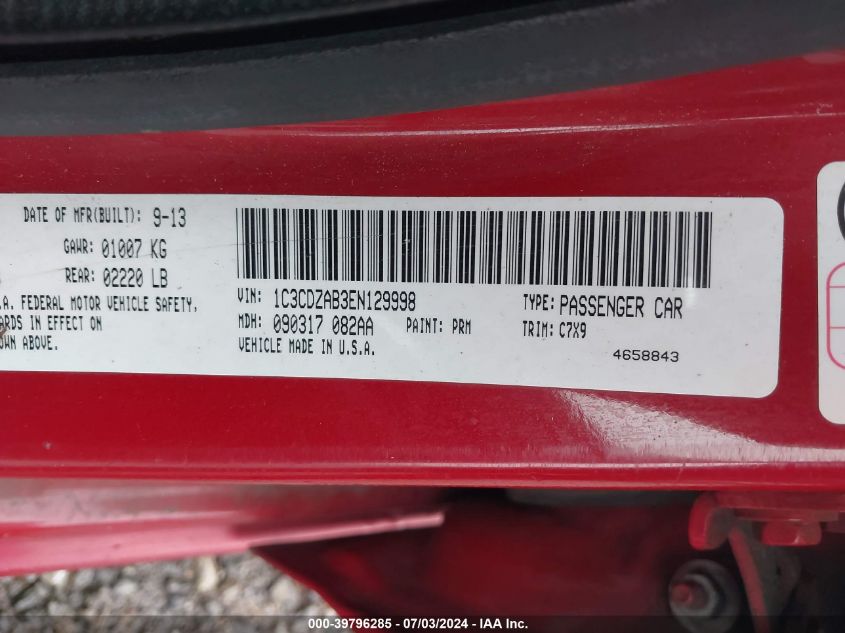 DATE OF MFR(BUILT): 9-13
GAWR: 01007 KG
REAR: 02220 LB
.A. FEDERAL MOTOR VEHICLE SAFETY,
ARDS IN EFFECT ON
OWN ABOVE.
VIN: 1C3CDZAB3EN129998
TYPE: PASSENGER CAR
MDH: 090317 082AA
PAINT: PRM
TRIM: C7X9
VEHICLE MADE IN U.S.A.
4658843
000-39796285 - 07/03/2024 - IAA Inc.